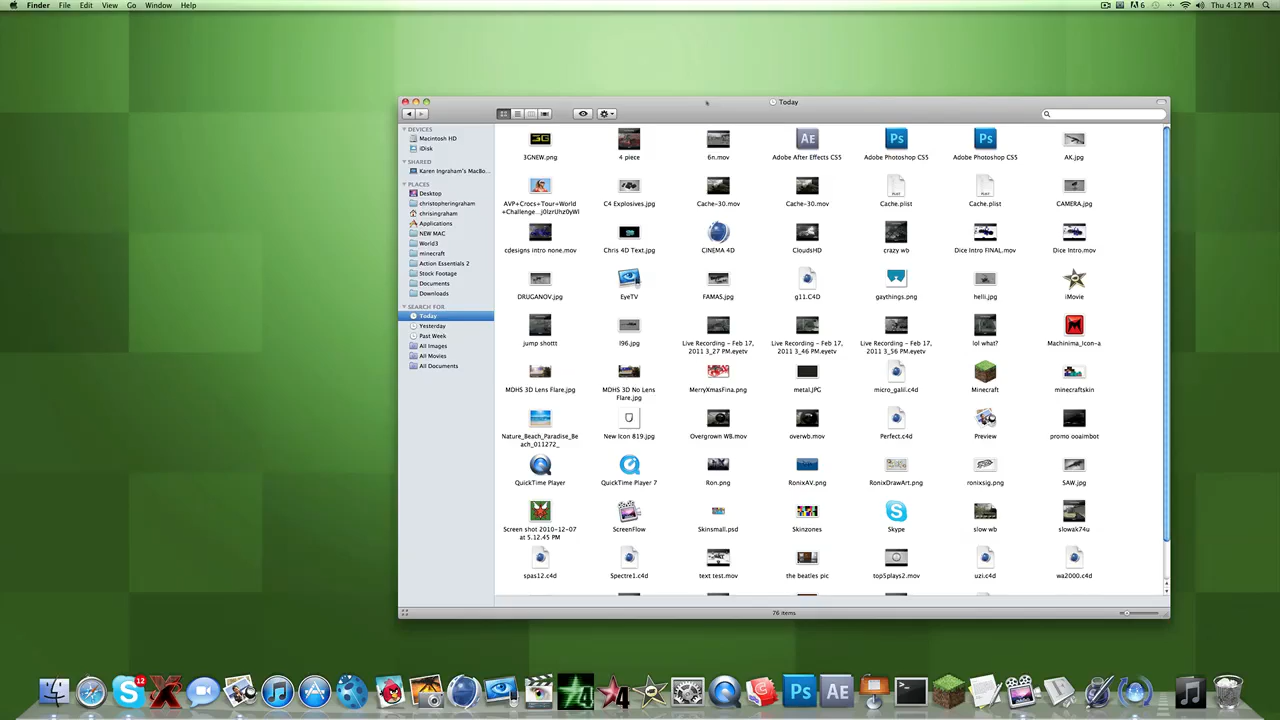 Finder File Edit View Go Window Help
6 Thu 4:12 PM
Today
DEVICES
Macintosh HD
iDisk
SHARED
Karen Ingraham's MacBo...
PLACES
Desktop
christopheringraham
chrisingraham
Applications
NEW MAC
World3
minecraft
Action Essentials 2
Stock Footage
Documents
Downloads
SEARCH FOR
Today
Yesterday
Past Week
All Images
All Movies
All Documents
3GNEW.png 4 piece 6n.mov Adobe After Effects CS5 Adobe Photoshop CS5 Adobe Photoshop CS5 AK.jpg
AVP+Crocs+Tour+World C4 Explosives.jpg Cache-30.mov Cache-30.mov Cache.plist Cache.plist CAMERA.jpg
cdesigns intro none.mov Chris 4D Text.jpg CINEMA 4D CloudsHD crazy wb Dice Intro FINAL.mov Dice Intro.mov
DRUGANOV.jpg EyeTV FAMAS.jpg g11.C4D gaythings.png helli.jpg iMovie
jump shottt l96.jpg Live Recording - Feb 17, Live Recording - Feb 17, Live Recording - Feb 17, lol what? Machinima_Icon-a
2011 3_27 PM.eyetv 2011 3_46 PM.eyetv 2011 3_56 PM.eyetv
MDHS 3D Lens Flare.jpg MDHS 3D No Lens MerryXmasFina.png metal.JPG micro_galil.c4d Minecraft minecraftskin
Flare.jpg
Nature_Beach_Paradise_Be New Icon 819.jpg Overgrown WB.mov overwb.mov Perfect.c4d Preview promo ooaimbot
ach_011272_
QuickTime Player QuickTime Player 7 Ron.png RonixAV.png RonixDrawArt.png ronixsig.png SAW.jpg
Screen shot 2010-12-07 ScreenFlow Skinsmall.psd Skinzones Skype slow wb slowak74u
at 5.12.45 PM
spas12.c4d Spectre1.c4d text test.mov the beatles pic top5plays2.mov uzi.c4d wa2000.c4d
76 items
12